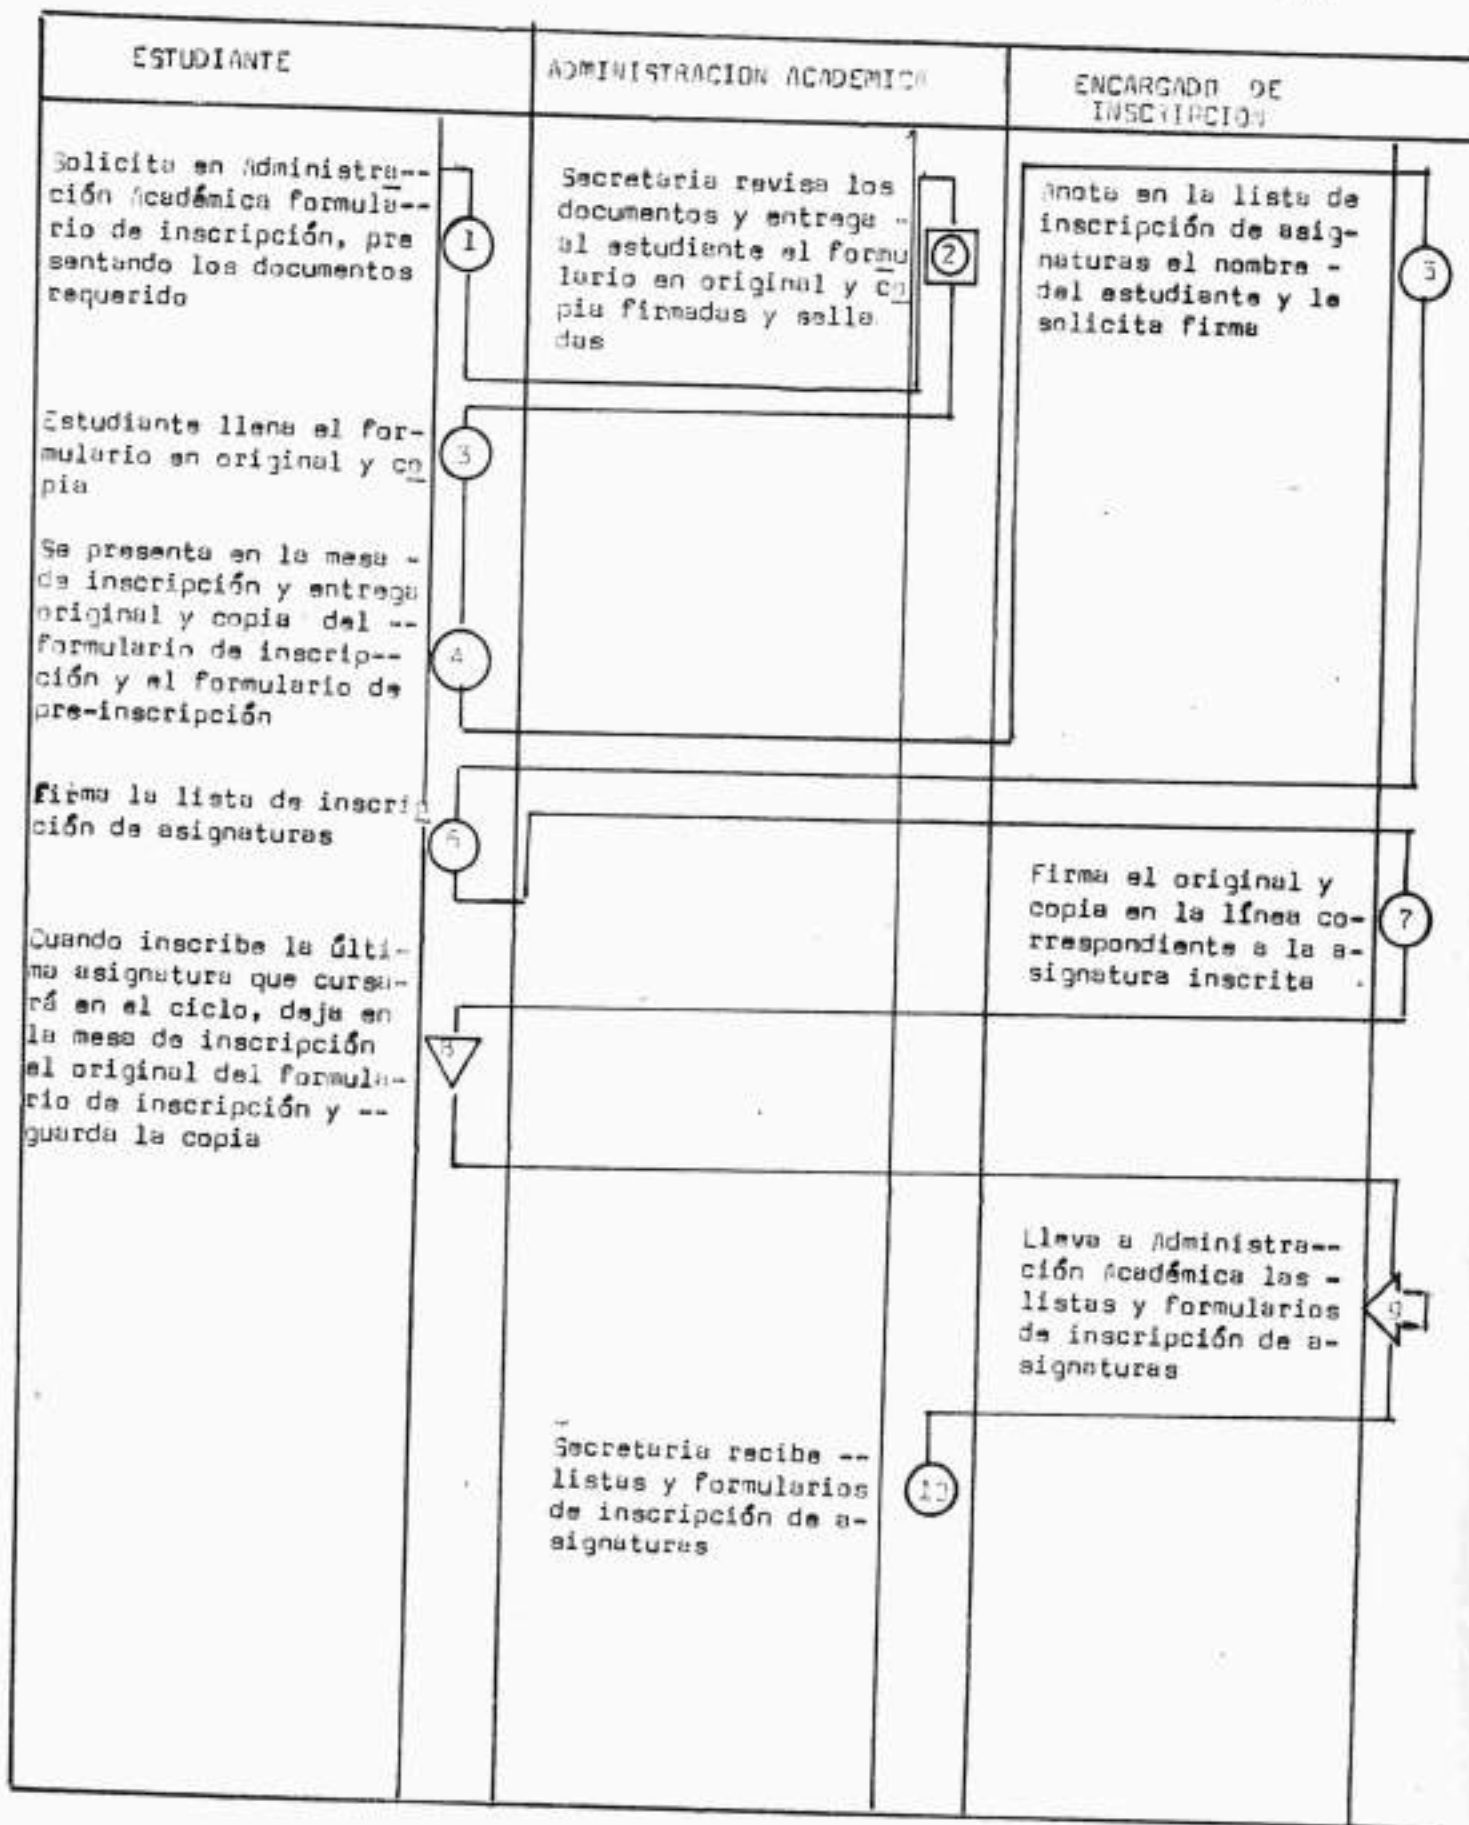 ESTUDIANTE
ADMINISTRACION ACADEMICA
ENCARGADO DE
INSCRIPCION
Solicita en Administra--
ción Académica formula--
rio de inscripción, pre
sentando los documentos
requerido
1
Secretaria revisa los
documentos y entrega -
al estudiante el formu
lario en original y co
pia firmadas y sella
das
2
Anota en la lista de
inscripción de asig-
naturas el nombre -
del estudiante y le
solicita firma
5
Estudiante llena el for-
mulario en original y co
pia
3
Se presenta en la mesa -
de inscripción y entrega
original y copia del --
formulario de inscrip--
ción y el formulario de
pre-inscripción
4
firma la lista de inscrip
ción de asignaturas
6
Firma el original y
copia en la línea co-
rrespondiente a la a-
signatura inscrita
7
Cuando inscribe la últi-
ma asignatura que cursa-
rá en el ciclo, deja en
la mesa de inscripción
el original del formula-
rio de inscripción y --
guarda la copia
8
Lleva a Administra--
ción Académica las -
listas y formularios
de inscripción de a-
signaturas
9
Secretaria recibe --
listas y formularios
de inscripción de a-
signaturas
10